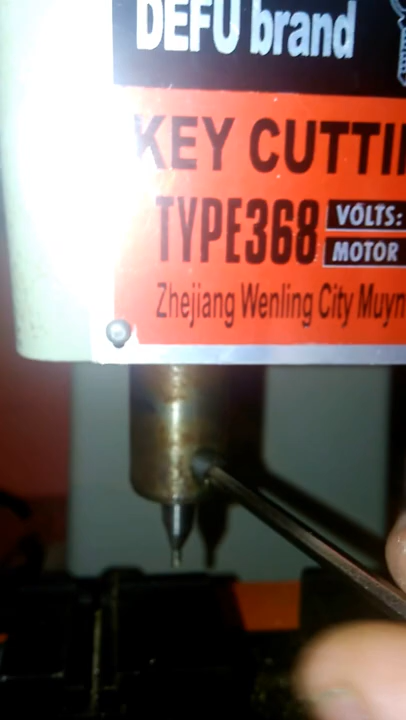 DEFU brand
KEY CUTTI
TYPE368 VOLTS:
MOTOR
Zhejiang Wenling City Muyn